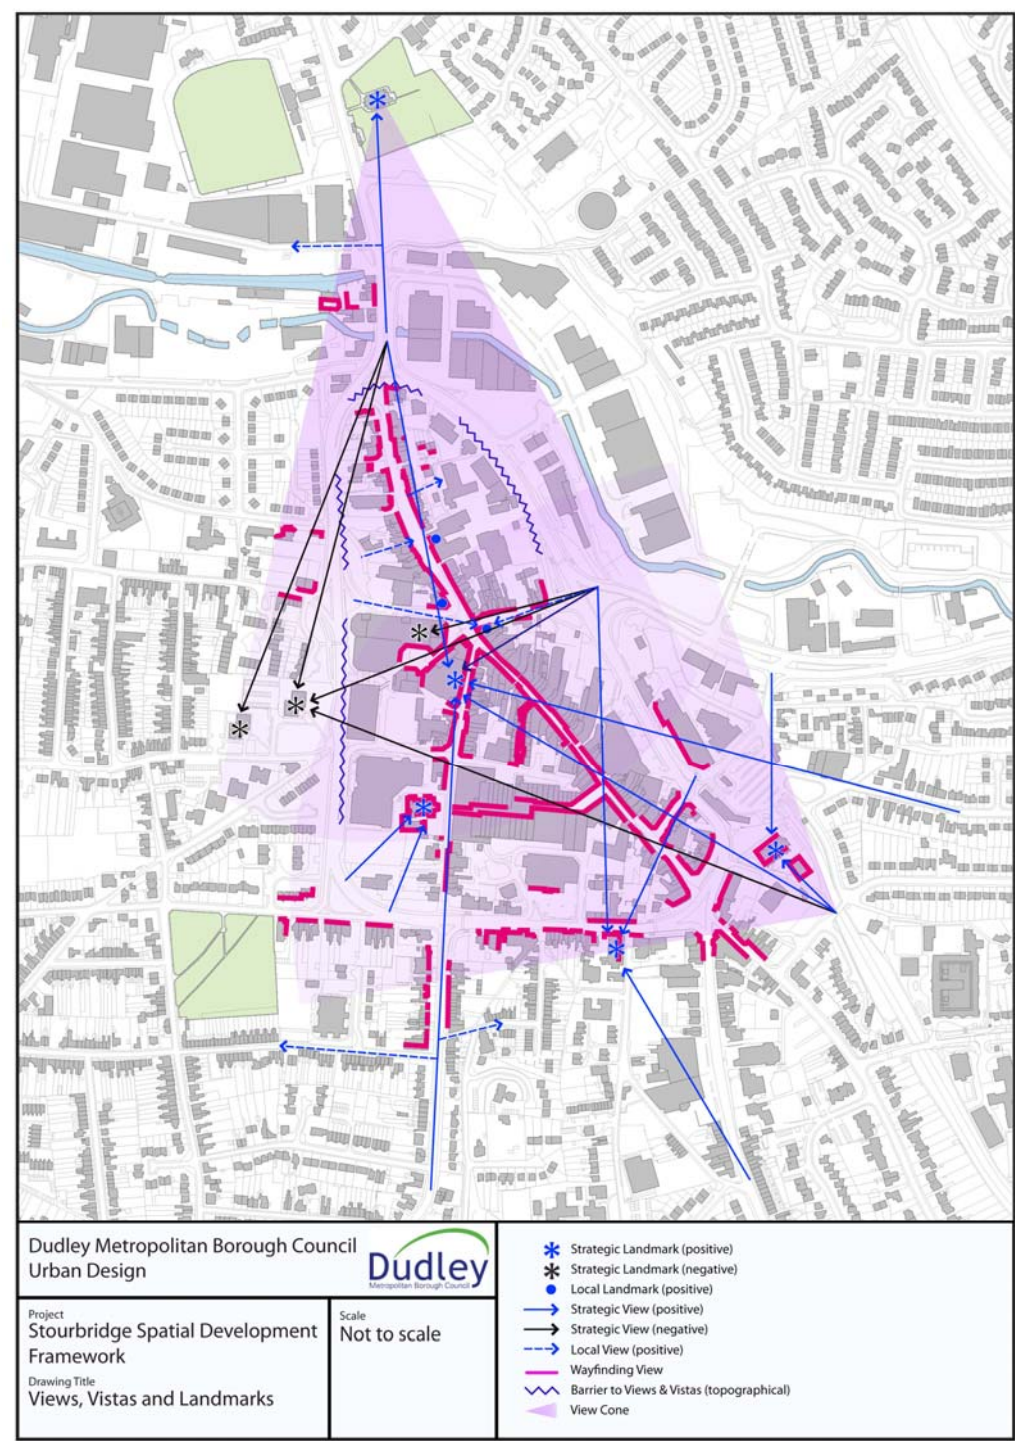 Dudley Metropolitan Borough Council
Urban Design
Dudley
Metropolitan Borough Council
Project
Stourbridge Spatial Development
Framework
Drawing Title
Views, Vistas and Landmarks
Scale
Not to scale
Strategic Landmark (positive)
Strategic Landmark (negative)
Local Landmark (positive)
Strategic View (positive)
Strategic View (negative)
Local View (positive)
Wayfinding View
Barrier to Views & Vistas (topographical)
View Cone